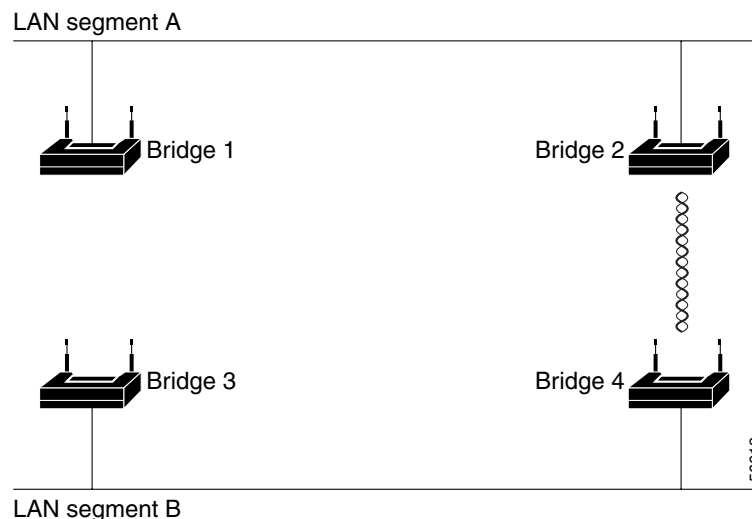 LAN segment A
Bridge 1
Bridge 2
Bridge 3
Bridge 4
LAN segment B